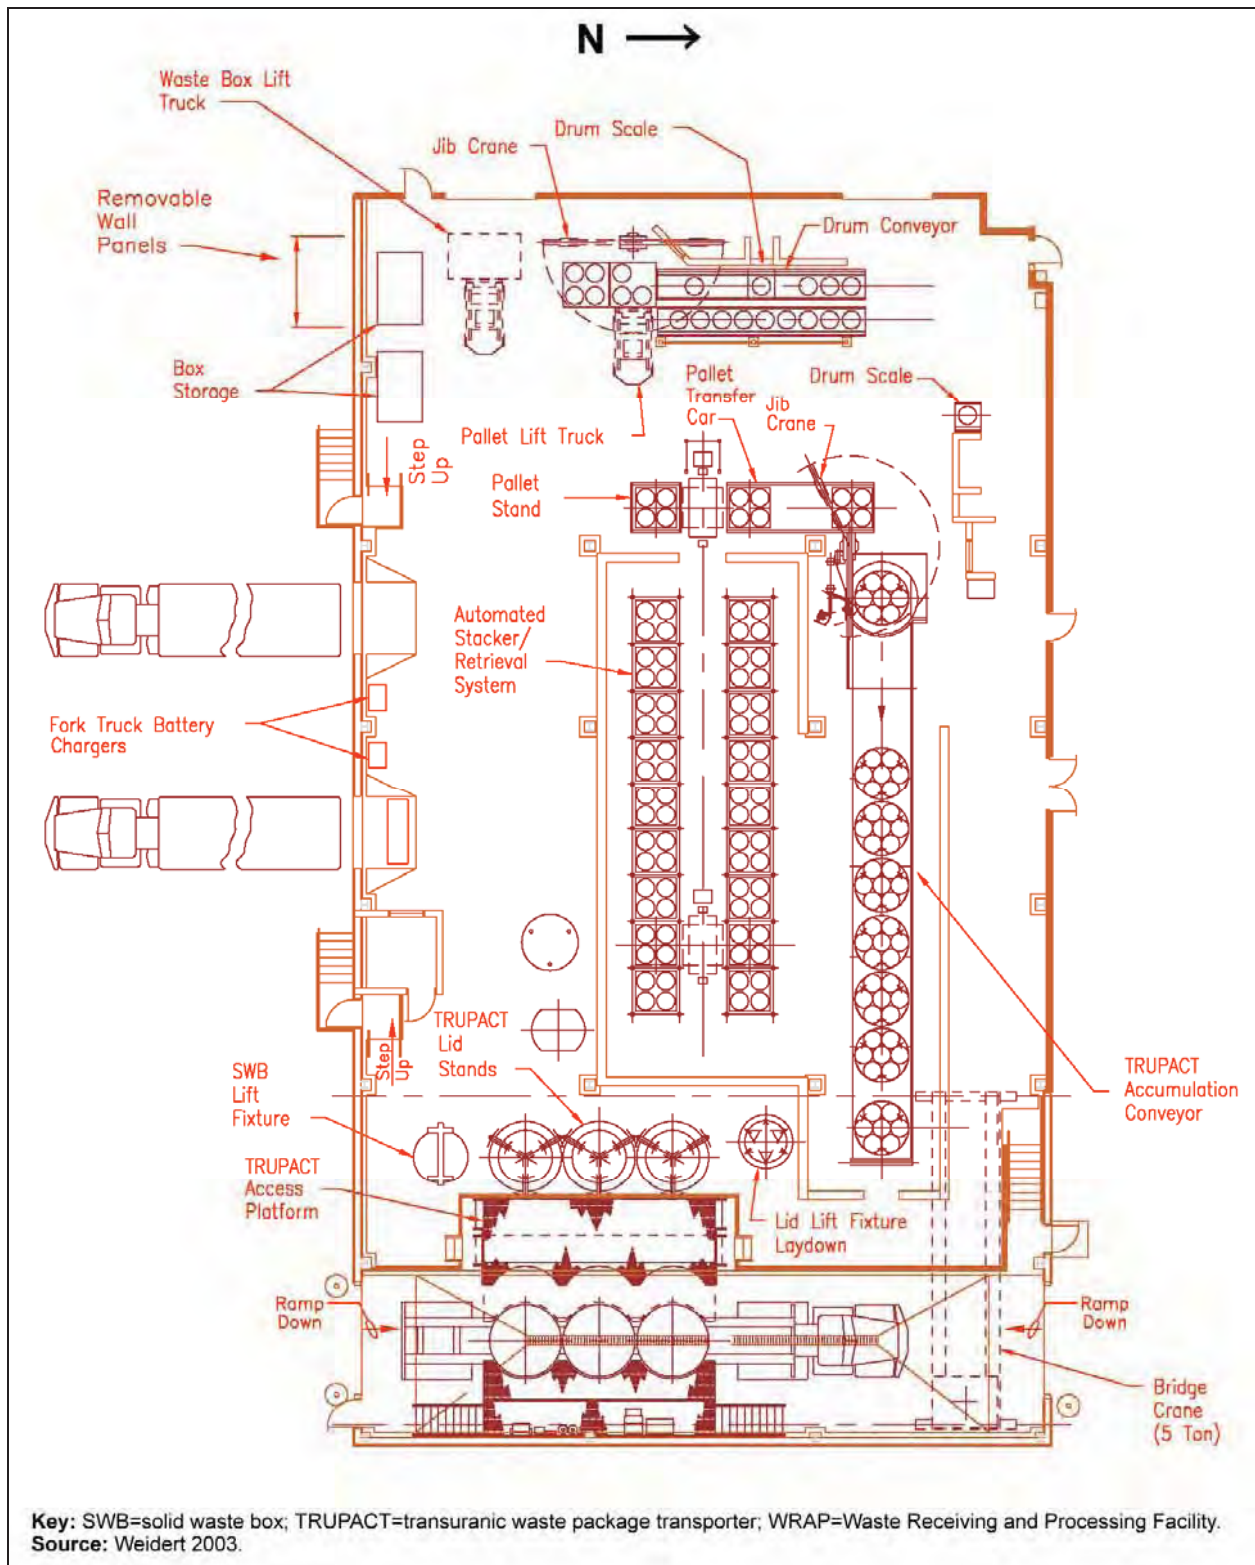 N
Waste Box Lift
Truck
Drum Scale
Jib Crane
Removable
Wall
Panels
Drum Conveyor
Box
Storage
Pallet
Transfer
Car
Drum Scale
Jib
Crane
Pallet Lift Truck
Step
Up
Pallet
Stand
Automated
Stacker/
Retrieval
System
Fork Truck Battery
Chargers
TRUPACT
Lid
Stands
Step
Up
SWB
Lift
Fixture
TRUPACT
Accumulation
Conveyor
TRUPACT
Access
Platform
Lid Lift Fixture
Laydown
Ramp
Down
Ramp
Down
Bridge
Crane
(5 Ton)
Key: SWB=solid waste box; TRUPACT=transuranic waste package transporter; WRAP=Waste Receiving and Processing Facility.
Source: Weidert 2003.